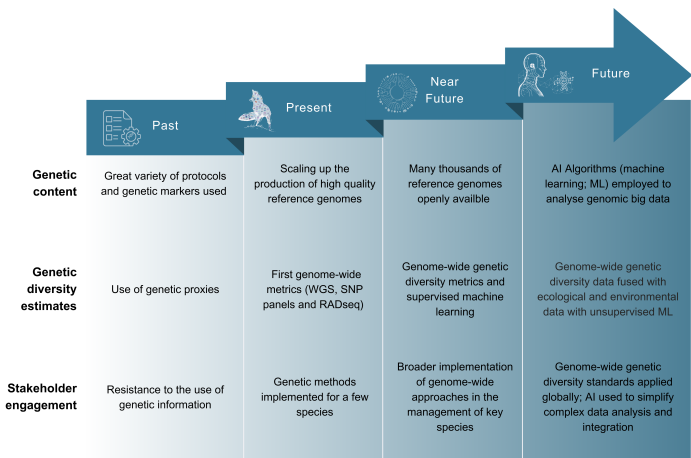 Past
Present
Near
Future
Future
Genetic
content
Great variety of protocols
and genetic markers used
Scaling up the
production of high quality
reference genomes
Many thousands of
reference genomes
openly availble
AI Algorithms (machine
learning; ML) employed to
analyse genomic big data
Genetic
diversity
estimates
Use of genetic proxies
First genome-wide
metrics (WGS, SNP
panels and RADseq)
Genome-wide genetic
diversity metrics and
supervised machine
learning
Genome-wide genetic
diversity data fused with
ecological and environmental
data with unsupervised ML
Stakeholder
engagement
Resistance to the use of
genetic information
Genetic methods
implemented for a few
species
Broader implementation
of genome-wide
approaches in the
management of key
species
Genome-wide genetic
diversity standards applied
globally; AI used to simplify
complex data analysis and
integration